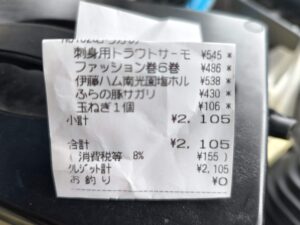 刺身用トラウトサーモ ¥545 *
ファッション巻6巻 ¥486 *
伊藤ハム南光園塩ホル ¥538 *
ふらの豚サガリ ¥430 *
玉ねぎ1個 ¥106 *
小計 ¥2,105
合計 ¥2,105
( 消費税等 8% ¥155 )
クレジット計 ¥2,105
お釣り ¥0